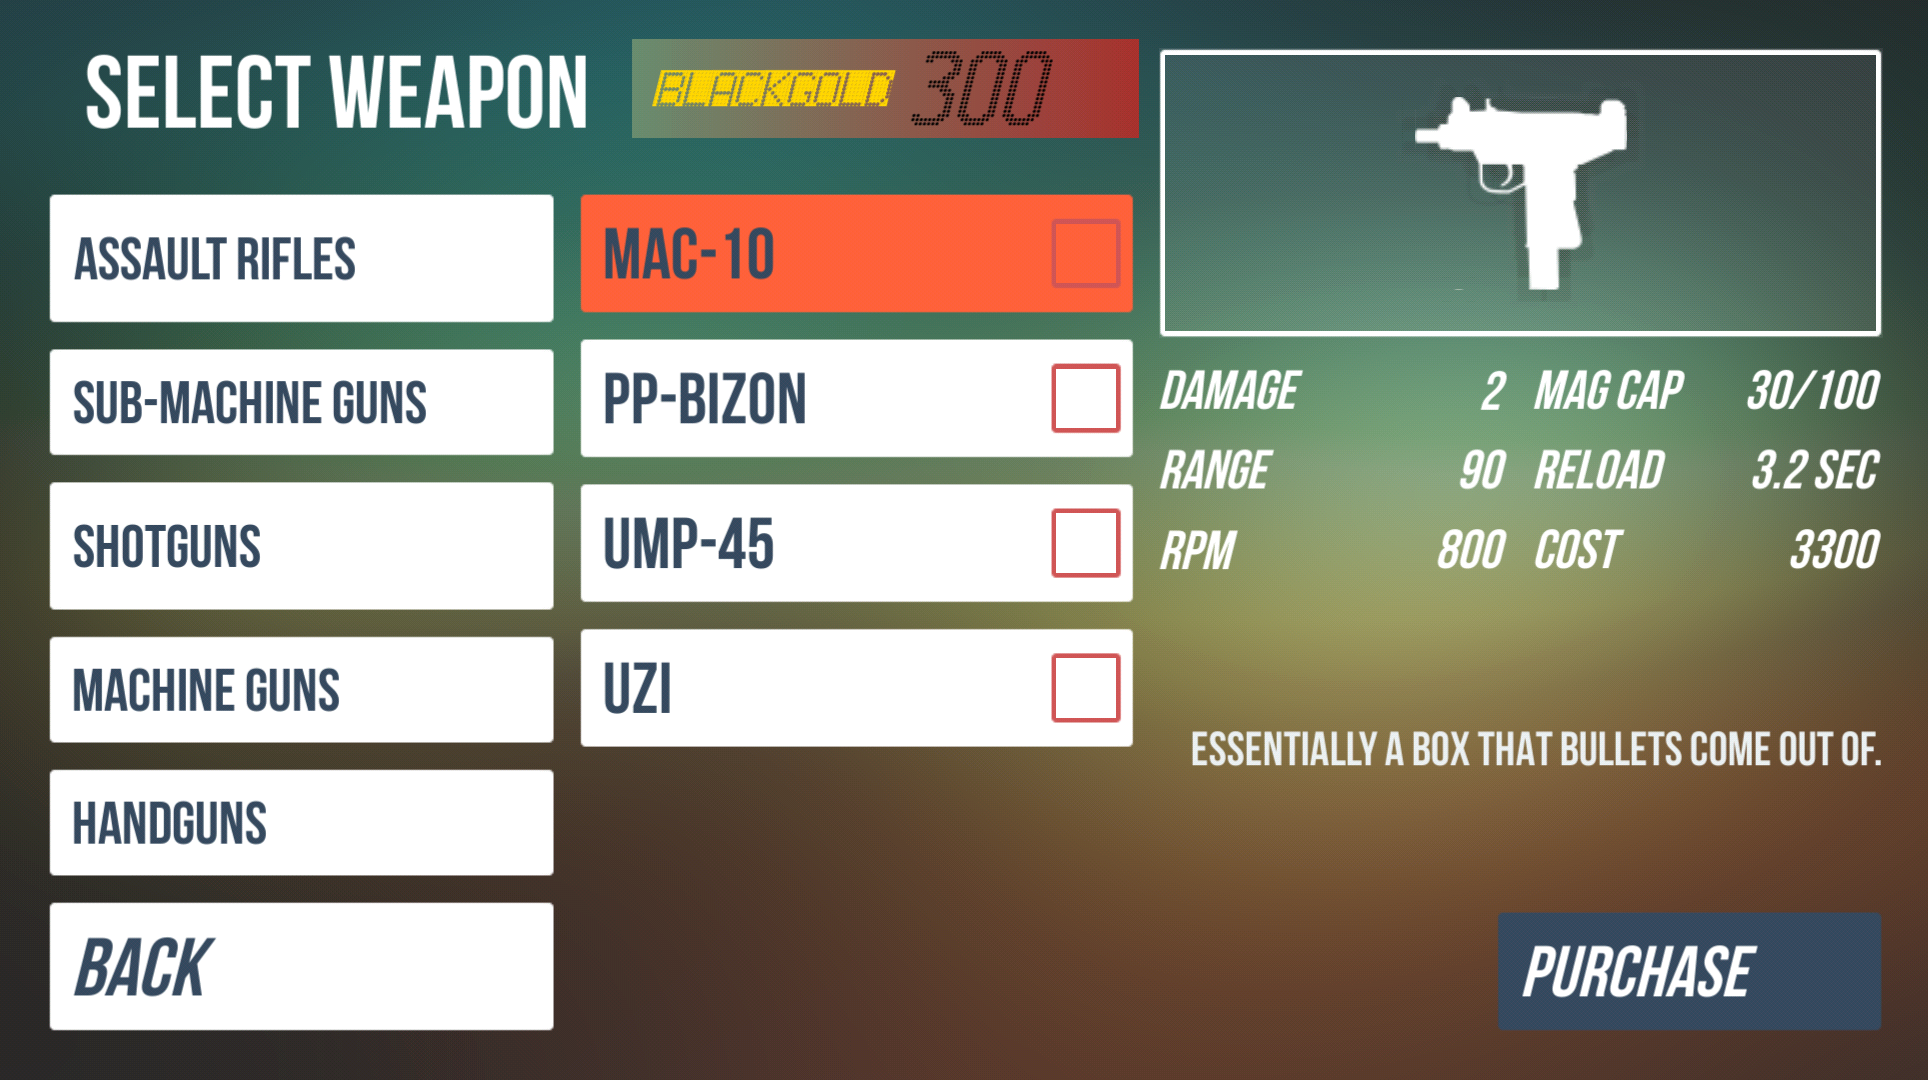 SELECT WEAPON
BLACKGOLD 300
ASSAULT RIFLES
SUB-MACHINE GUNS
SHOTGUNS
MACHINE GUNS
HANDGUNS
BACK
MAC-10
PP-BIZON
UMP-45
UZI
DAMAGE 2 MAG CAP 30/100
RANGE 90 RELOAD 3.2 SEC
RPM 800 COST 3300
ESSENTIALLY A BOX THAT BULLETS COME OUT OF.
PURCHASE